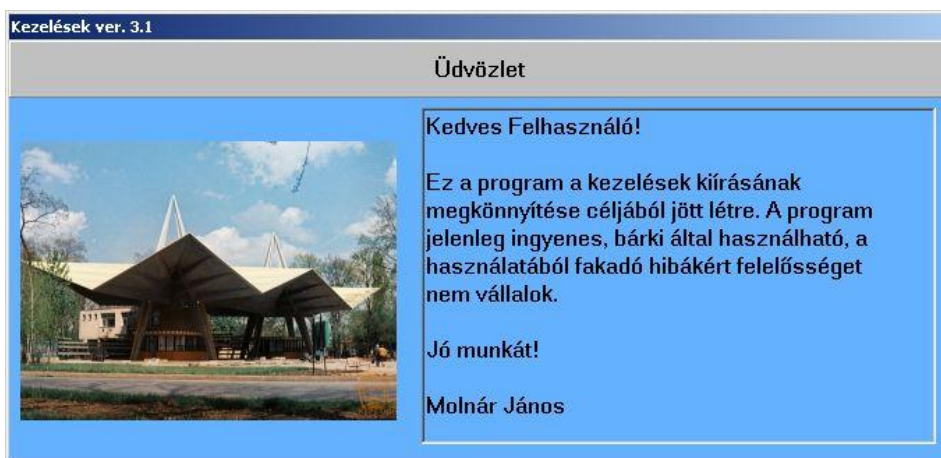 Kezelések ver. 3.1
Üdvözlet
Kedves Felhasználó!
Ez a program a kezelések kiírásának
megkönnyítése céljából jött létre. A program
jelenleg ingyenes, bárki által használható, a
használatából fakadó hibákért felelősséget
nem vállalok.
Jó munkát!
Molnár János